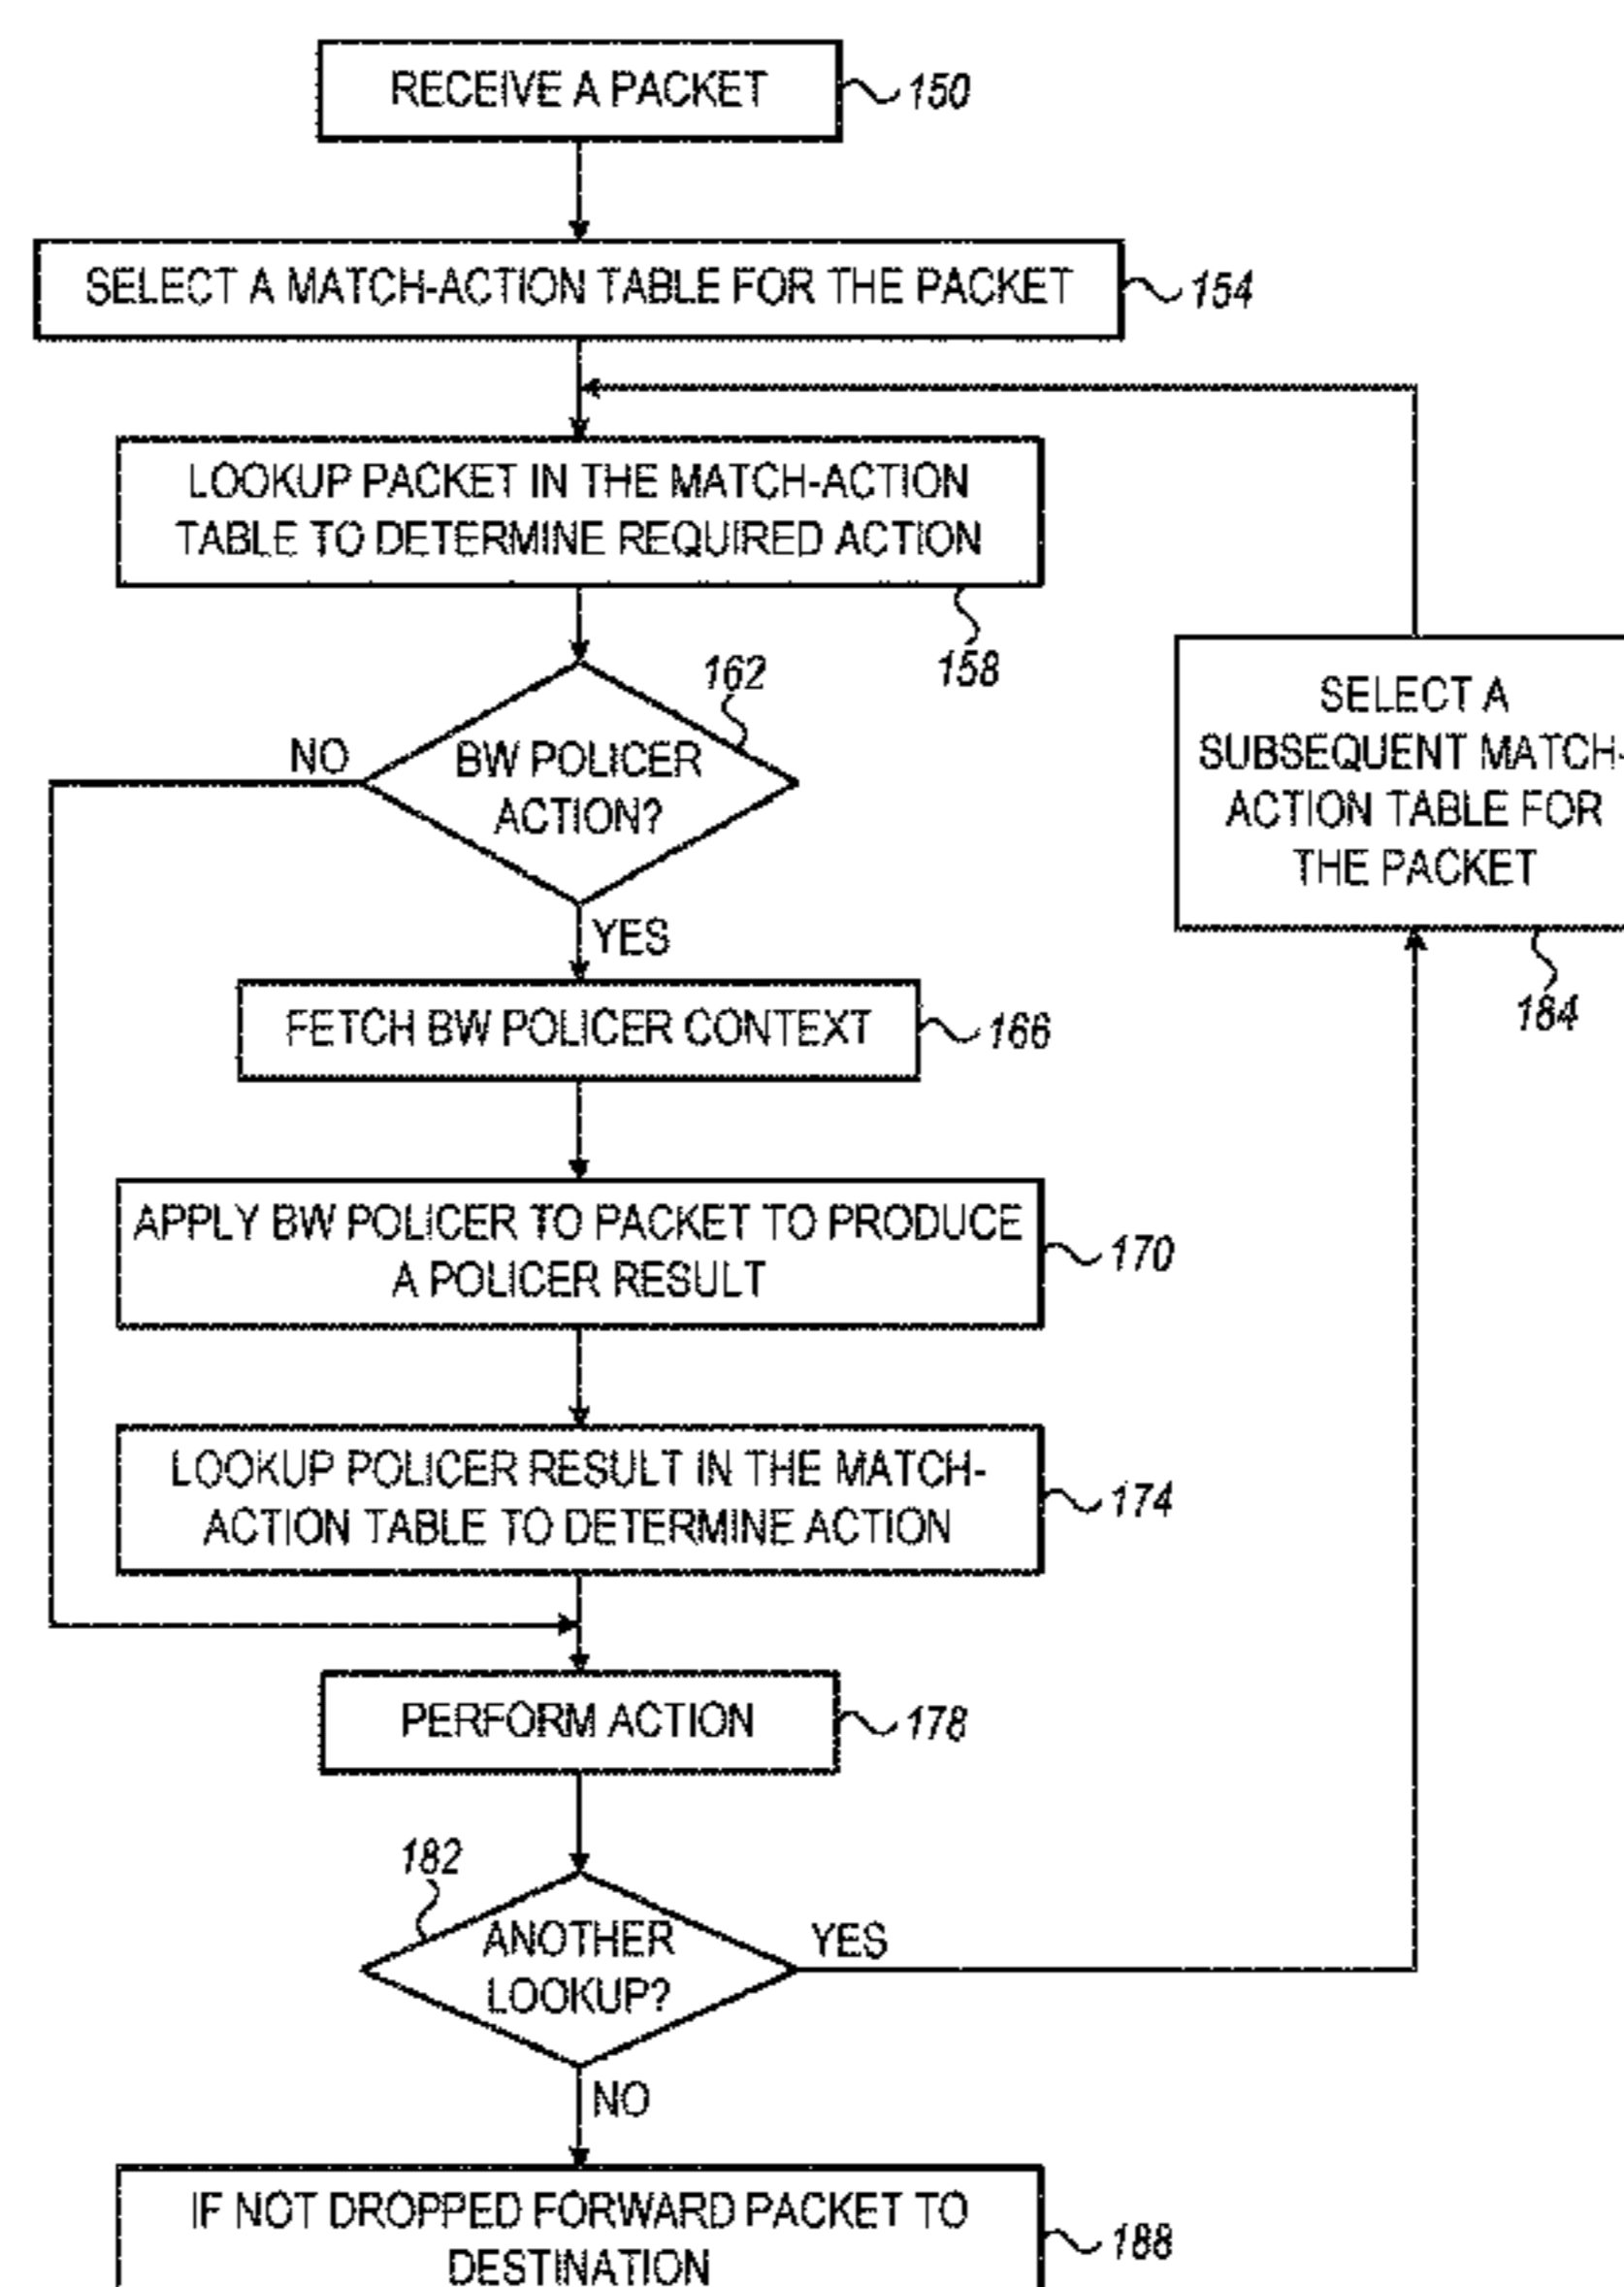 RECEIVE A PACKET
150
SELECT A MATCH-ACTION TABLE FOR THE PACKET
154
LOOKUP PACKET IN THE MATCH-ACTION
TABLE TO DETERMINE REQUIRED ACTION
158
162
BW POLICER
ACTION?
NO
YES
FETCH BW POLICER CONTEXT
166
APPLY BW POLICER TO PACKET TO PRODUCE
A POLICER RESULT
170
LOOKUP POLICER RESULT IN THE MATCH-
ACTION TABLE TO DETERMINE ACTION
174
PERFORM ACTION
178
182
ANOTHER
LOOKUP?
YES
NO
SELECT A
SUBSEQUENT MATCH-
ACTION TABLE FOR
THE PACKET
184
IF NOT DROPPED FORWARD PACKET TO
DESTINATION
188